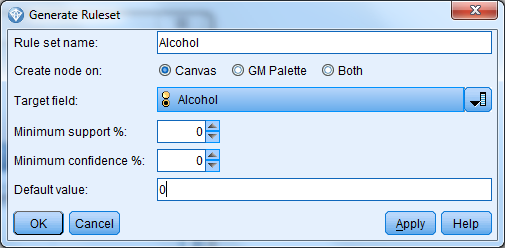 Generate Ruleset
Rule set name: Alcohol
Create node on: Canvas GM Palette Both
Target field: Alcohol
Minimum support %: 0
Minimum confidence %: 0
Default value: 0
OK Cancel Apply Help